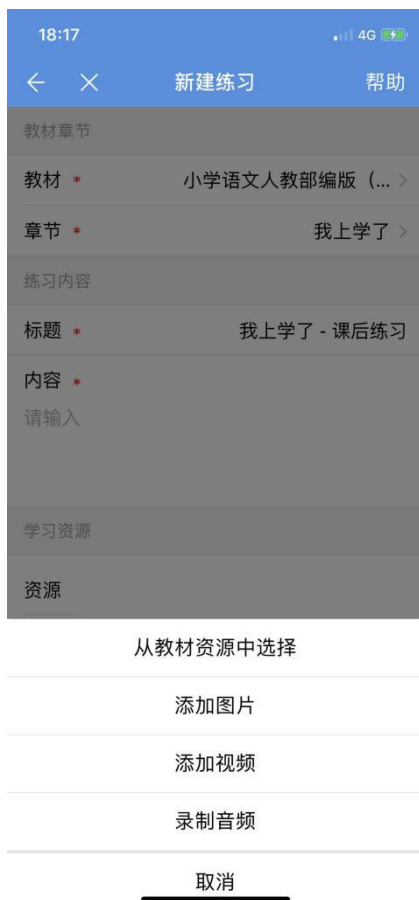 18:17 4G
新建练习 帮助
教材章节
教材 * 小学语文人教部编版（...
章节 * 我上学了
练习内容
标题 * 我上学了 - 课后练习
内容 *
请输入
学习资源
资源
从教材资源中选择
添加图片
添加视频
录制音频
取消